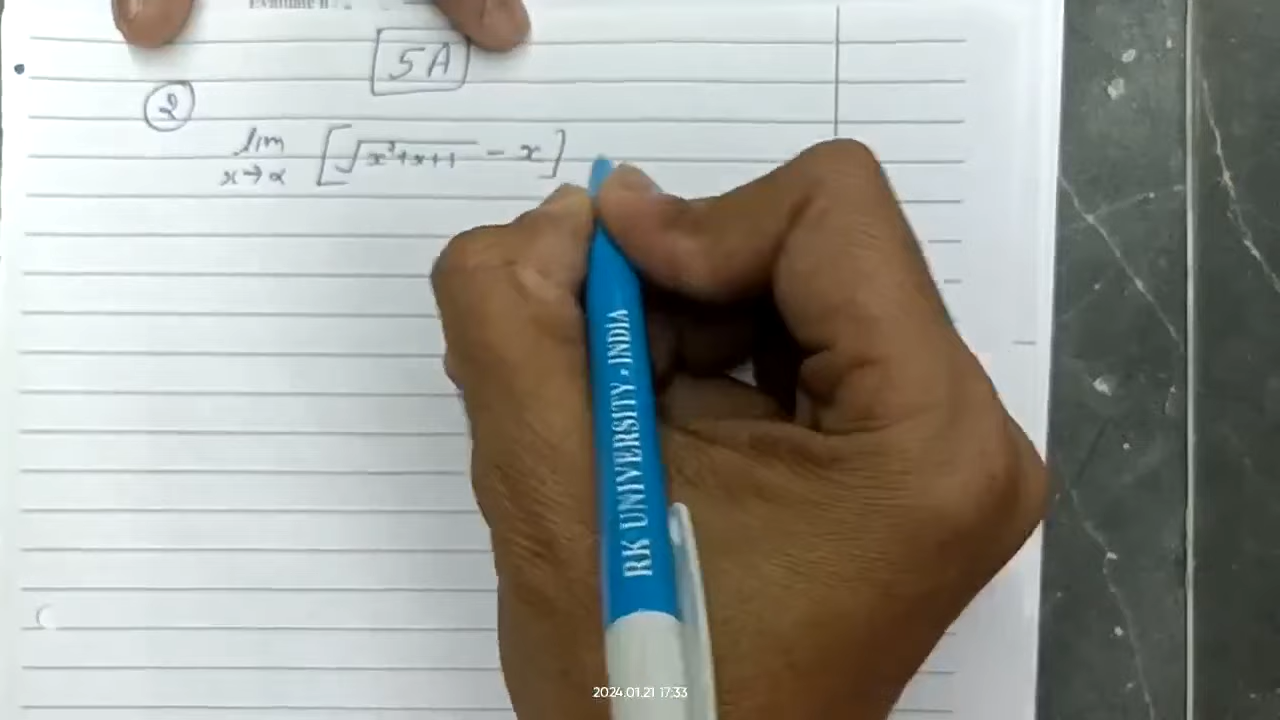 5A
2
lim [√x²+x+1 - x]
x→α
RK UNIVERSITY - INDIA
2024.01.21 17:33